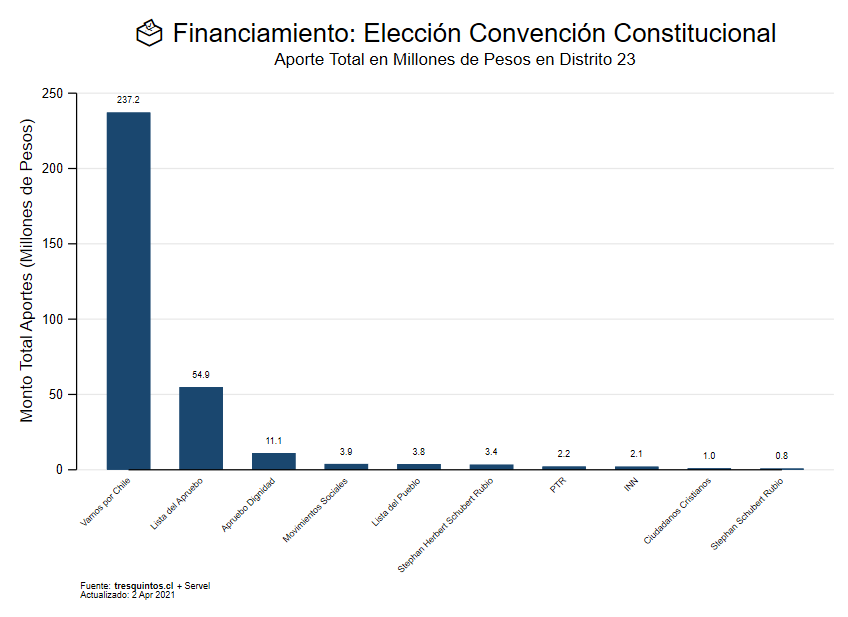 Financiamiento: Elección Convención Constitucional
Aporte Total en Millones de Pesos en Distrito 23
Monto Total Aportes (Millones de Pesos)
250
200
150
100
50
0
237.2
54.9
11.1
3.9
3.8
3.4
2.2
2.1
1.0
0.8
Vamos por Chile
Lista del Apruebo
Apruebo Dignidad
Movimientos Sociales
Lista del Pueblo
Stephan Herbert Schubert Rubio
PTR
INN
Ciudadanos Cristianos
Stephan Schubert Rubio
Fuente: tresquintos.cl + Servel
Actualizado: 2 Apr 2021